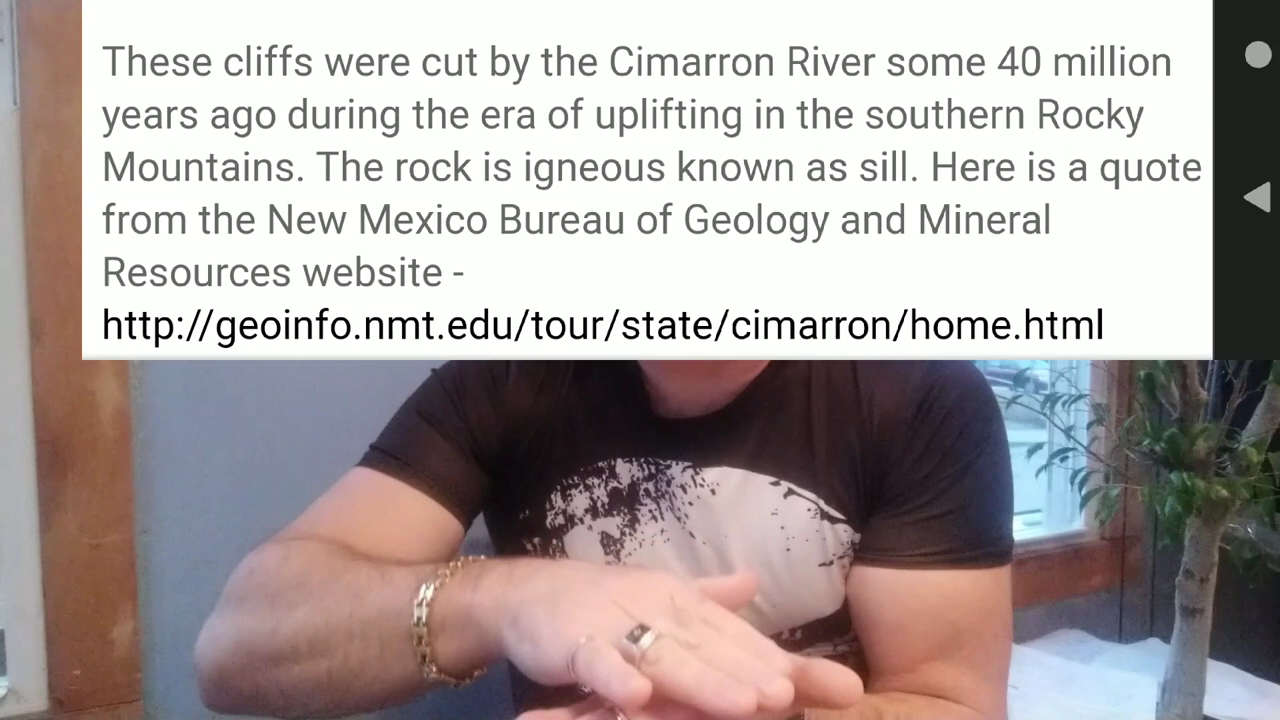 These cliffs were cut by the Cimarron River some 40 million
years ago during the era of uplifting in the southern Rocky
Mountains. The rock is igneous known as sill. Here is a quote
from the New Mexico Bureau of Geology and Mineral
Resources website -
http://geoinfo.nmt.edu/tour/state/cimarron/home.html